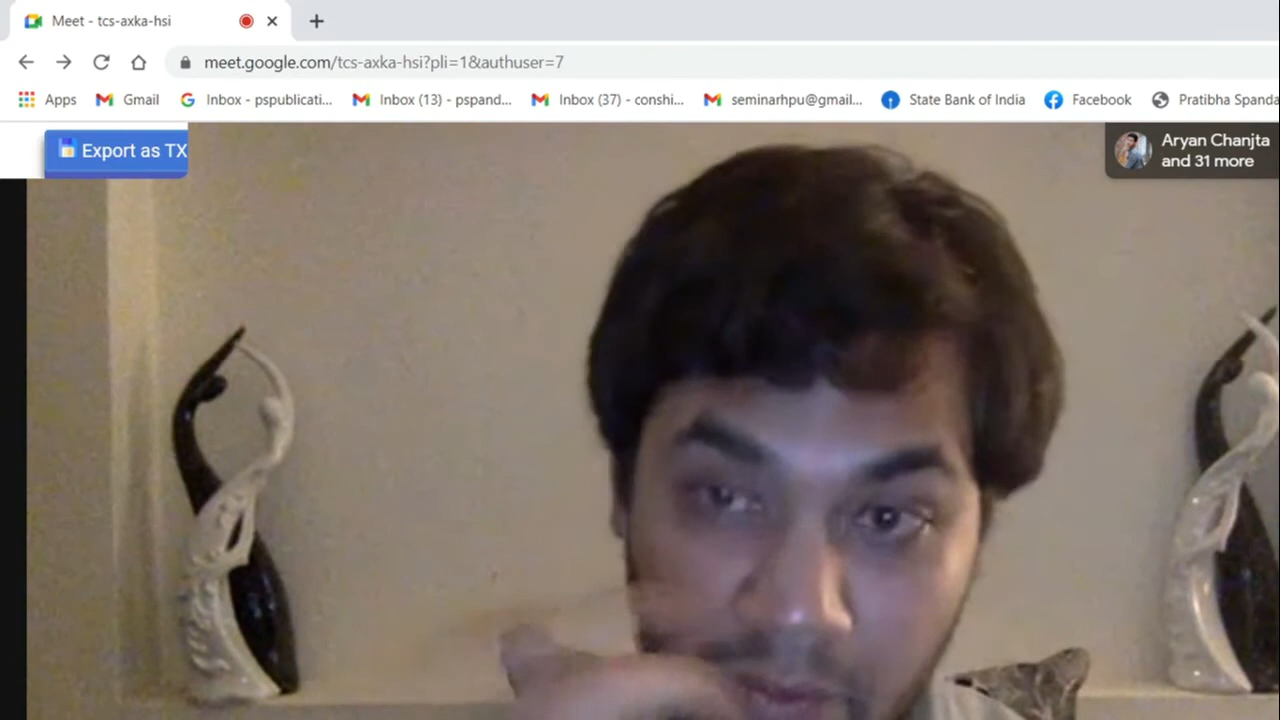 Meet - tcs-axka-hsi
meet.google.com/tcs-axka-hsi?pli=1&authuser=7
Apps Gmail Inbox - pspublicati... Inbox (13) - pspand... Inbox (37) - conshi... seminarhpu@gmail... State Bank of India Facebook Pratibha Spanda
Export as TX
Aryan Chanjta
and 31 more